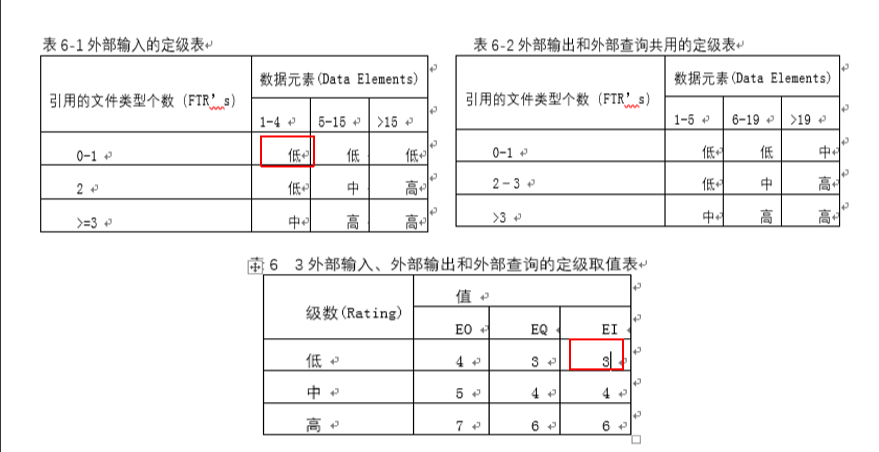 表 6-1 外部输入的定级表
引用的文件类型个数 (FTR’s) 数据元素(Data Elements)
1-4 5-15 >15
0-1 低 低 低
2 低 中 高
>=3 中 高 高
表 6-2 外部输出和外部查询共用的定级表
引用的文件类型个数 (FTR’s) 数据元素(Data Elements)
1-5 6-19 >19
0-1 低 低 中
2-3 低 中 高
>3 中 高 高
6 3 外部输入、外部输出和外部查询的定级取值表
级数(Rating) 值
EO EQ EI
低 4 3 3
中 5 4 4
高 7 6 6